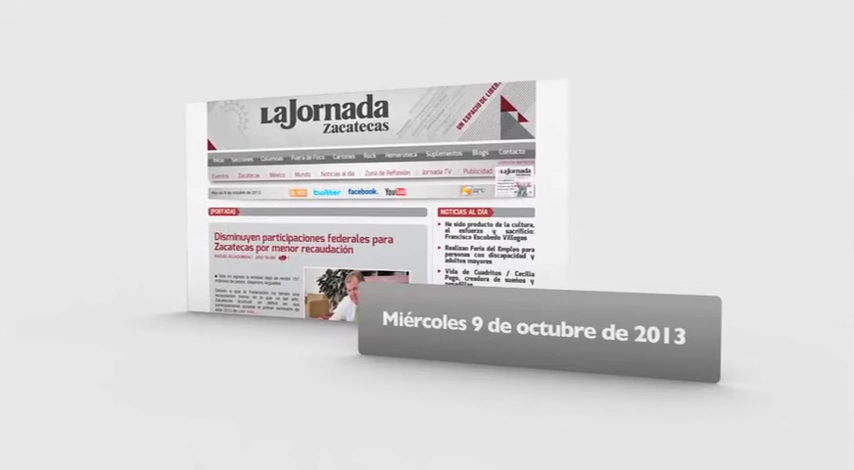 LaJornada
Zacatecas
UN ESPACIO DE LIBER
Inicio Secciones Columnas Fuera de Foco Cartones Rock Hemeroteca Suplementos Blogs Contacto
Eventos Zacatecas México Mundo Noticias al día Zona de Reflexión Jornada TV Publicidad
LaJornada
twitter facebook. YouTube
[PORTADA]
NOTICIAS AL DÍA
Disminuyen participaciones federales para
Zacatecas por menor recaudación
Ha sido producto de la cultura,
el esfuerzo y sacrificio:
Francisco Escobedo Villegas
Realizan Feria del Empleo para
personas con discapacidad y
adultos mayores
Vida de Cuadritos / Cecilia
Pego, creadora de sueños y
Miércoles 9 de octubre de 2013